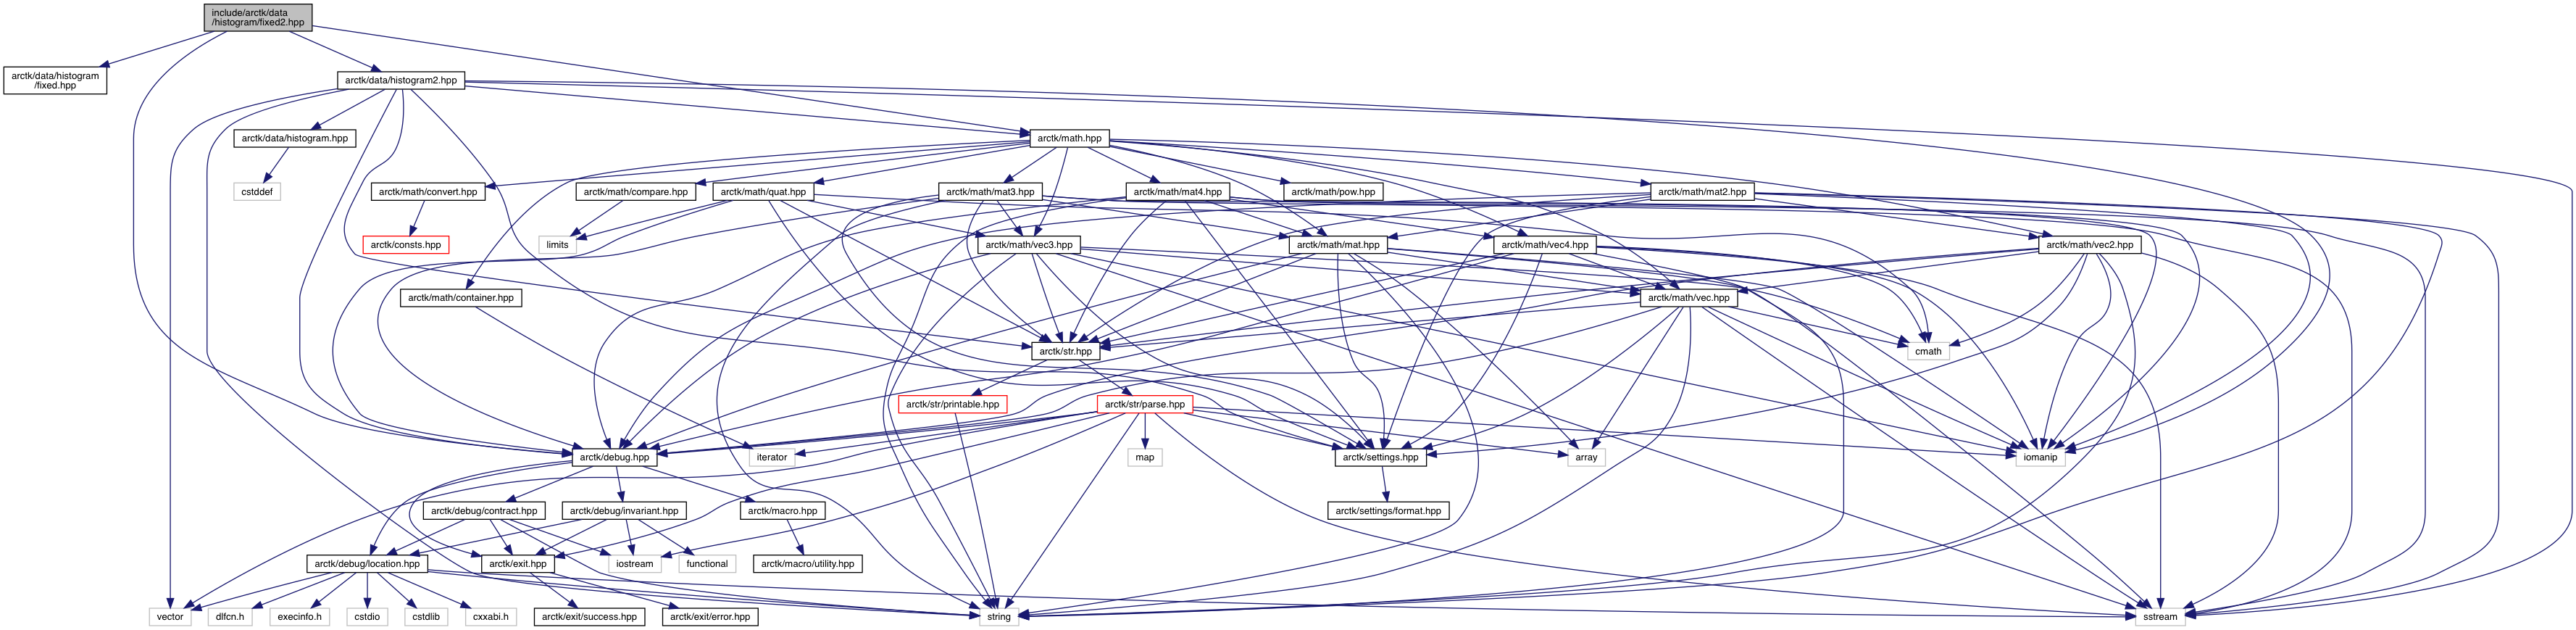 include/arctk/data
/histogram/fixed2.hpp
arctk/data/histogram
/fixed.hpp
arctk/data/histogram2.hpp
arctk/data/histogram.hpp
arctk/math.hpp
cstddef
arctk/math/convert.hpp
arctk/math/compare.hpp
arctk/math/quat.hpp
arctk/math/mat3.hpp
arctk/math/mat4.hpp
arctk/math/pow.hpp
arctk/math/mat2.hpp
arctk/consts.hpp
limits
arctk/math/vec3.hpp
arctk/math/mat.hpp
arctk/math/vec4.hpp
arctk/math/vec2.hpp
arctk/math/container.hpp
arctk/math/vec.hpp
arctk/str.hpp
cmath
arctk/str/printable.hpp
arctk/str/parse.hpp
arctk/debug.hpp
iterator
map
arctk/settings.hpp
array
iomanip
arctk/debug/contract.hpp
arctk/debug/invariant.hpp
arctk/macro.hpp
arctk/settings/format.hpp
arctk/debug/location.hpp
arctk/exit.hpp
iostream
functional
arctk/macro/utility.hpp
vector
dlfcn.h
execinfo.h
cstdio
cstdlib
cxxabi.h
arctk/exit/success.hpp
arctk/exit/error.hpp
string
sstream